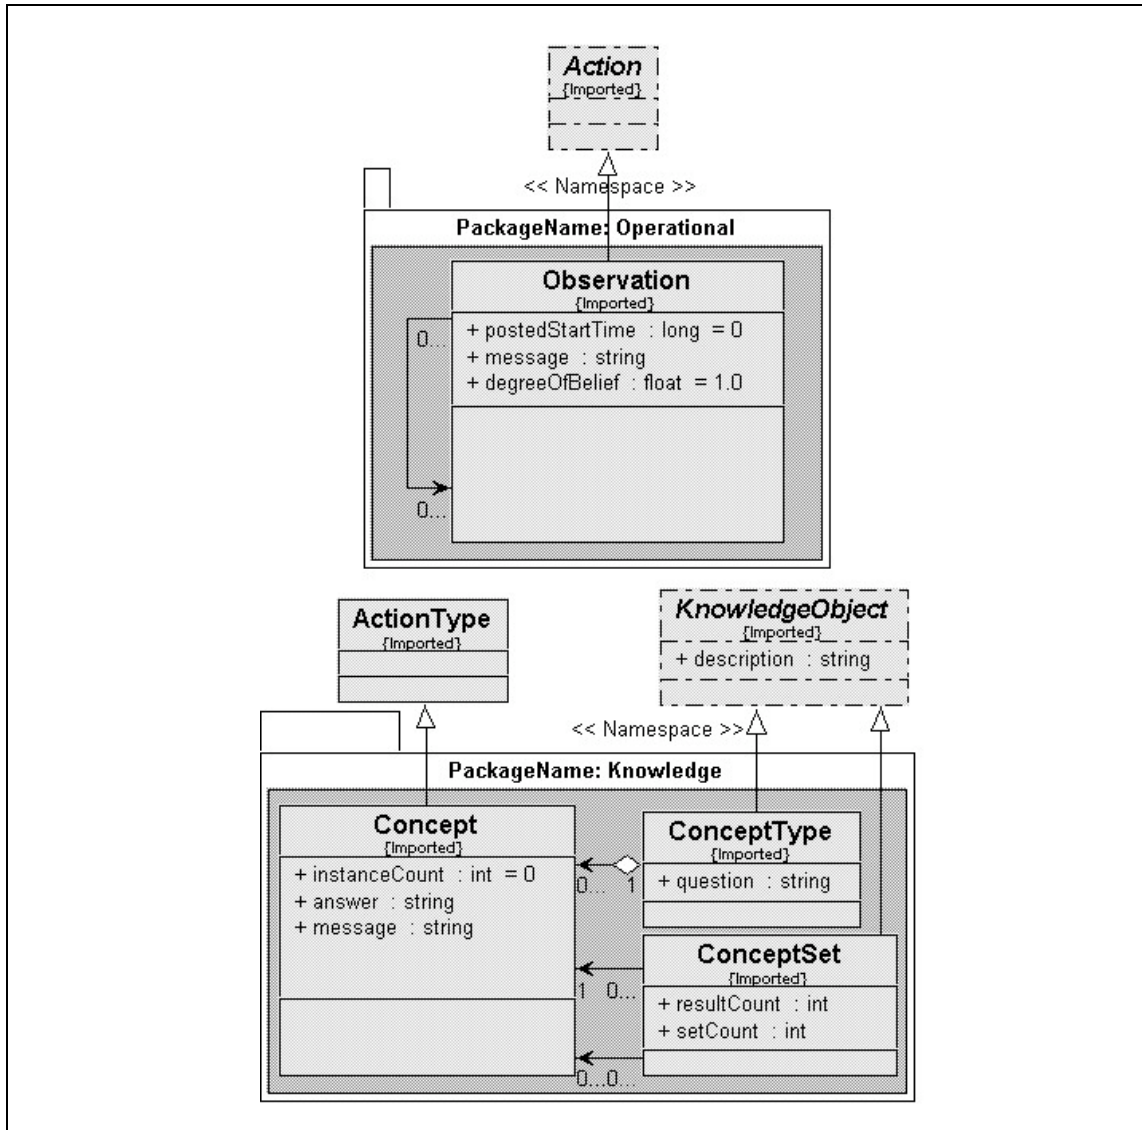 Action
{Imported}
<< Namespace >>
PackageName: Operational
Observation
{Imported}
+ postedStartTime : long = 0
+ message : string
+ degreeOfBelief : float = 1.0
0...
0...
ActionType
{Imported}
KnowledgeObject
{Imported}
+ description : string
<< Namespace >>
PackageName: Knowledge
Concept
{Imported}
+ instanceCount : int = 0
+ answer : string
+ message : string
ConceptType
{Imported}
+ question : string
0... 1
ConceptSet
{Imported}
+ resultCount : int
+ setCount : int
1 0...
0...0...